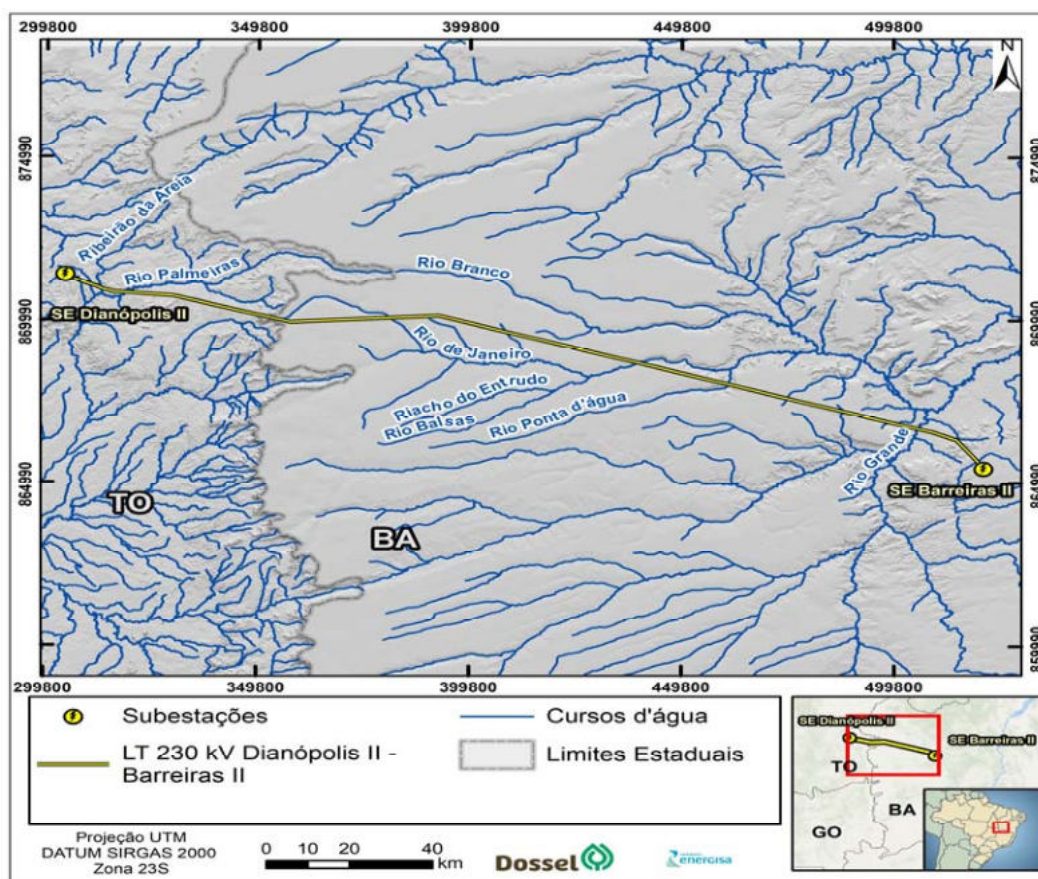 299800 349800 399800 449800 499800
N
874990
874990
Ribeirão da Areia
Rio Palmeiras
Rio Branco
SE Dianópolis II
869990
869990
Rio de Janeiro
Riacho do Entrudo
Rio Balsas
Rio Ponta d'água
Rio Grande
SE Barreiras II
864990
864990
TO
BA
859990
299800 349800 399800 449800 499800
Subestações
Cursos d'água
LT 230 kV Dianópolis II -
Barreiras II
Limites Estaduais
SE Dianópolis II
SE Barreiras II
TO
BA
GO
Projeção UTM
DATUM SIRGAS 2000
Zona 23S
0 10 20 40
km
Dossel
energisa